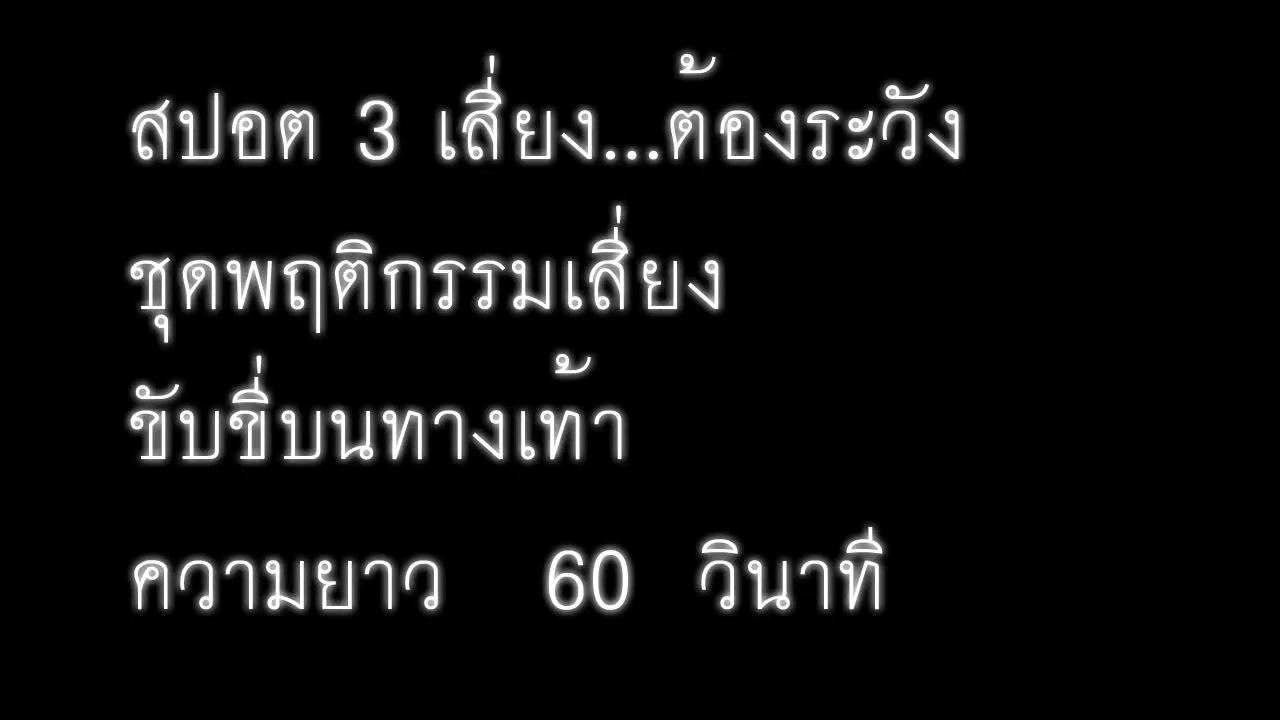 สปอต 3 เสี่ยง...ต้องระวัง
ชุดพฤติกรรมเสี่ยง
ขับขี่บนทางเท้า
ความยาว 60 วินาที